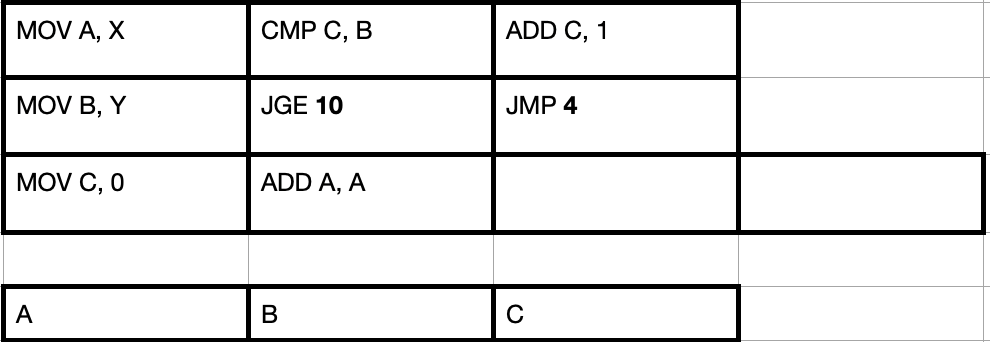 MOV A, X
CMP C, B
ADD C, 1
MOV B, Y
JGE 10
JMP 4
MOV C, 0
ADD A, A
A
B
C